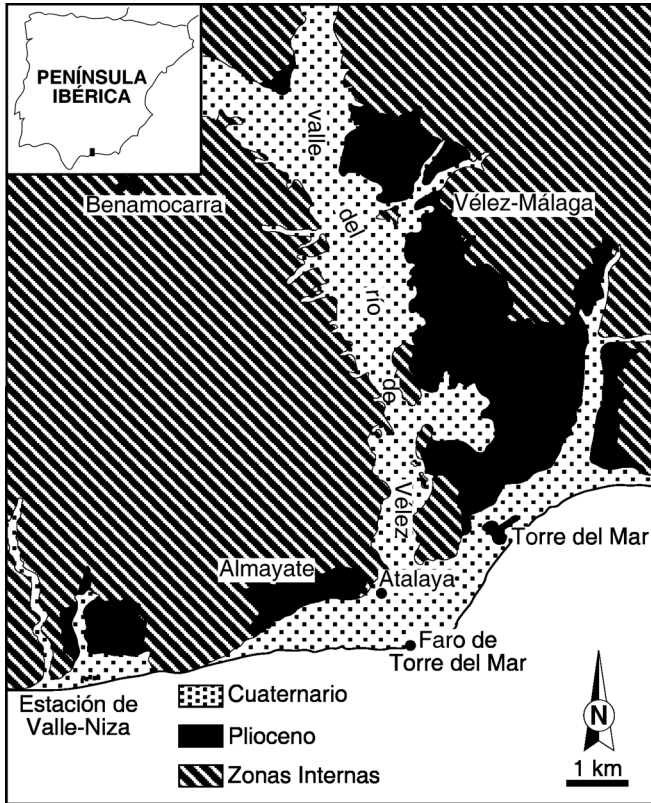 PENÍNSULA
IBÉRICA
valle
del
río
de
Vélez
Benamocarra
Vélez-Málaga
Torre del Mar
Almayate
Atalaya
Faro de
Torre del Mar
Estación de
Valle-Niza
Cuaternario
Plioceno
Zonas Internas
N
1 km